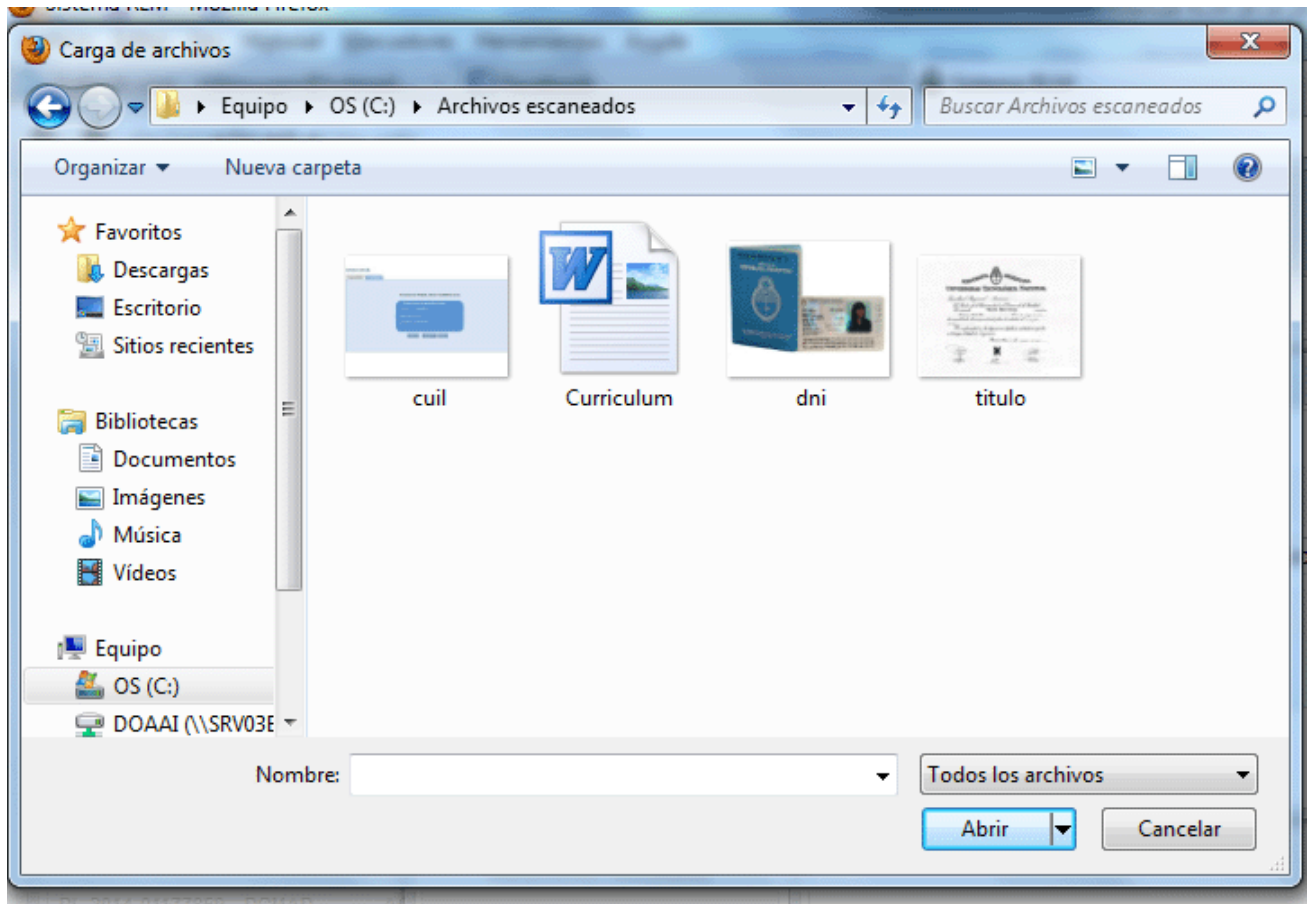 Carga de archivos
Equipo OS (C:) Archivos escaneados
Buscar Archivos escaneados
Organizar Nueva carpeta
Favoritos
Descargas
Escritorio
Sitios recientes
Bibliotecas
Documentos
Imágenes
Música
Vídeos
Equipo
OS (C:)
DOAAI (\\SRV03E
cuil Curriculum dni titulo
Nombre:
Todos los archivos
Abrir Cancelar